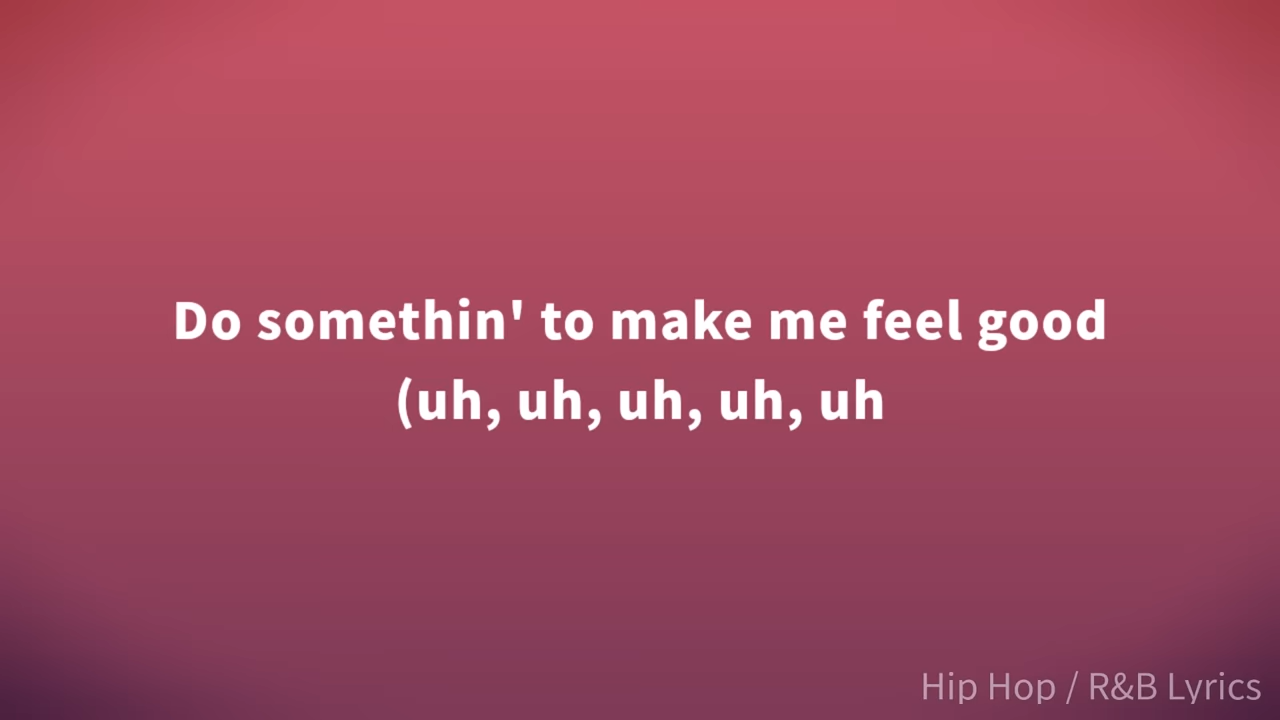 Do somethin' to make me feel good
(uh, uh, uh, uh, uh
Hip Hop / R&B Lyrics